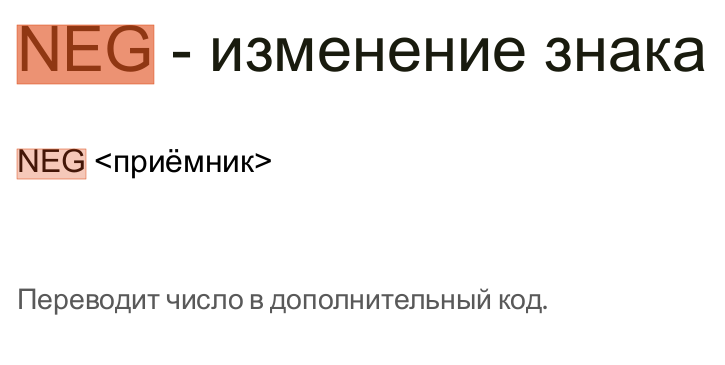 NEG - изменение знака
NEG <приёмник>
Переводит число в дополнительный код.